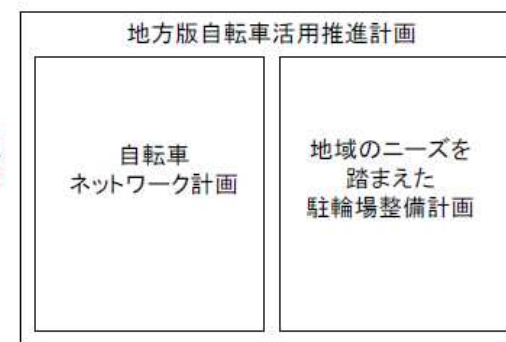 地方版自転車活用推進計画
自転車
ネットワーク計画
地域のニーズを
踏まえた
駐輪場整備計画